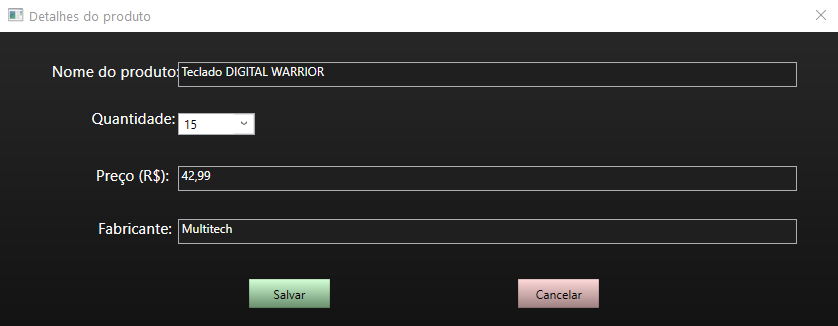 Detalhes do produto
Nome do produto: Teclado DIGITAL WARRIOR
Quantidade: 15
Preço (R$): 42,99
Fabricante: Multitech
Salvar Cancelar